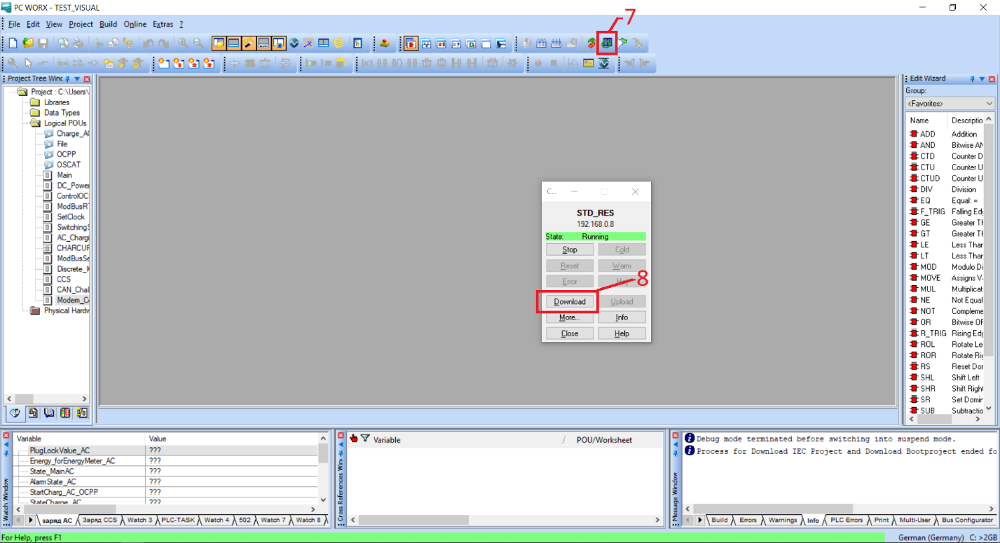 PC WORX - TEST_VISUAL
7
File Edit View Project Build Online Extras ?
Project Tree Winc
Project : C:\Users\
Libraries
Data Types
Logical POUs
Charge_AC
File
OCPP
OSCAT
Main
DC_Power
ControlOC
ModBusR
SetClock
SwitchingS
AC_Chargi
CHARCUR
ModBusSe
Discrete_I
CCS
CAN_Cha
Modem_C
Physical Hardw
C...
STD_RES
192.168.0.8
State: Running
Stop Cold
Reset Warm
Error
8
Download Upload
More... Info
Close Help
Edit Wizard
Group:
<Favorites>
Name Descriptio
ADD Addition
AND Bitwise AN
CTD Counter D
CTU Counter U
CTUD Counter U
DIV Division
EQ Equal: =
F_TRIG Falling Edg
GE Greater Th
GT Greater Th
LE Less Than
LT Less Than
MOD Modulo Di
MOVE Assigns V
MUL Multiplicat
NE Not Equal
NOT Compleme
OR Bitwise OR
R_TRIG Rising Edg
ROL Rotate Le
ROR Rotate Rig
RS Reset Dor
SHL Shift Left
SHR Shift Right
SR Set Domin
SUB Subtractio
Watch Window
Variable Value
PlugLockValue_AC ???
Energy_forEnergyMeter_AC ???
State_MainAC ???
AlarmState_AC ???
StartCharg_AC_OCPP ???
StateCharge_AC ???
заряд АС Заряд CCS Watch 3 PLC-TASK Watch 4 502 Watch 7 Watch 8
Cross References Win
Variable / POU/Worksheet
Message Window
Debug mode terminated before switching into suspend mode.
Process for Download IEC Project and Download Bootproject ended fo
Build Errors Warnings Info PLC Errors Print Multi-User Bus Configurator
For Help, press F1
German (Germany) C: >2GB